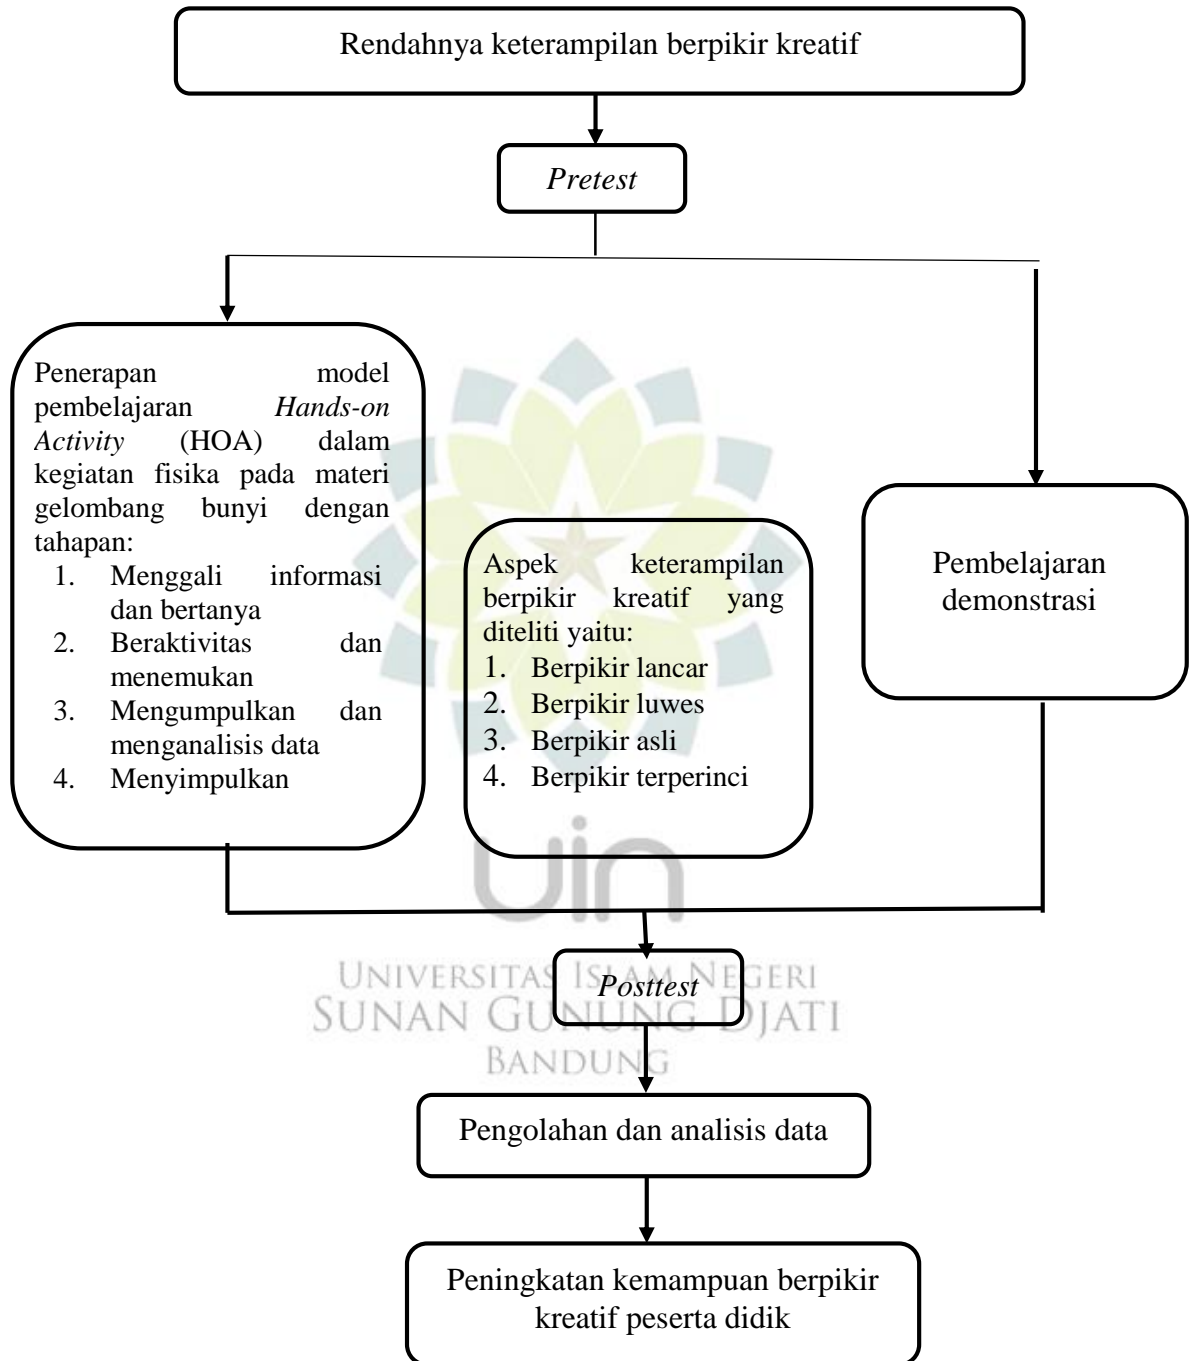 Rendahnya keterampilan berpikir kreatif
Pretest
Penerapan model
pembelajaran Hands-on
Activity (HOA) dalam
kegiatan fisika pada materi
gelombang bunyi dengan
tahapan:
1. Menggali informasi
dan bertanya
2. Beraktivitas dan
menemukan
3. Mengumpulkan dan
menganalisis data
4. Menyimpulkan
Aspek keterampilan
berpikir kreatif yang
diteliti yaitu:
1. Berpikir lancar
2. Berpikir luwes
3. Berpikir asli
4. Berpikir terperinci
Pembelajaran
demonstrasi
uin
UNIVERSITAS ISLAM NEGERI
SUNAN GUNUNG DJATI
BANDUNG
Posttest
Pengolahan dan analisis data
Peningkatan kemampuan berpikir
kreatif peserta didik